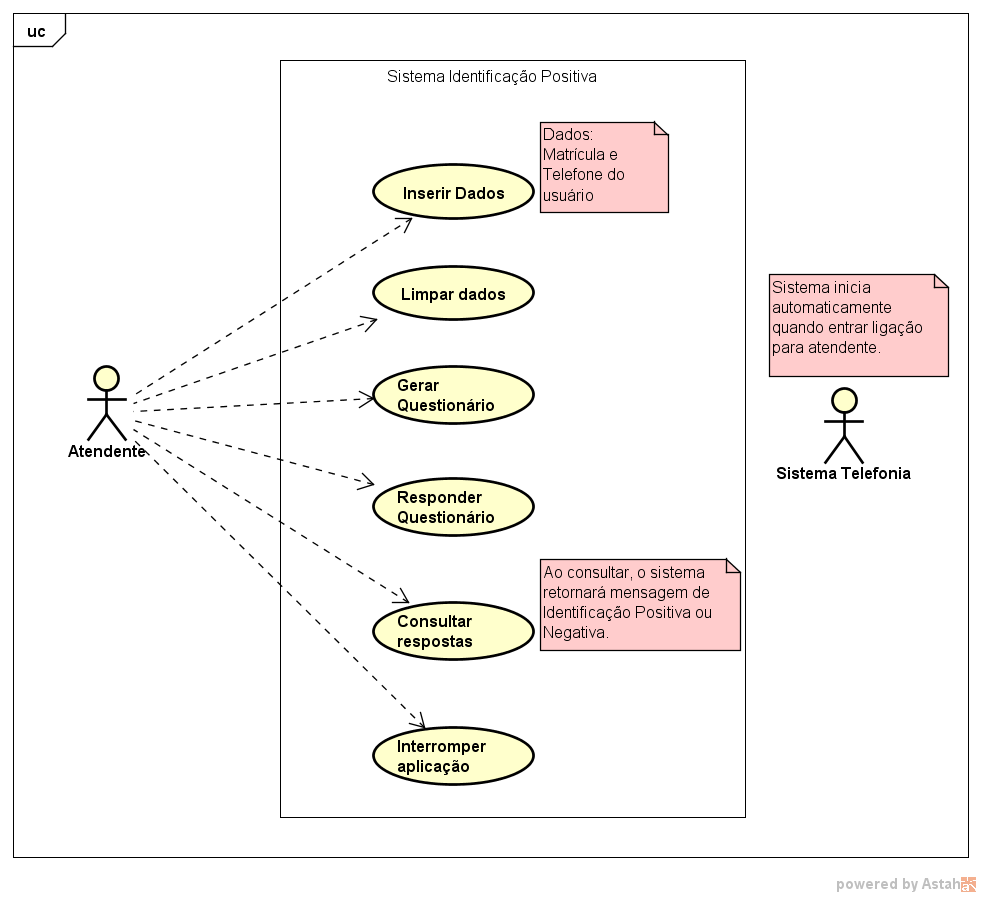 uc
Sistema Identificação Positiva
Dados:
Matrícula e
Telefone do
usuário
Inserir Dados
Limpar dados
Sistema inicia
automaticamente
quando entrar ligação
para atendente.
Gerar
Questionário
Atendente
Sistema Telefonia
Responder
Questionário
Ao consultar, o sistema
retornará mensagem de
Identificação Positiva ou
Negativa.
Consultar
respostas
Interromper
aplicação
powered by Astah